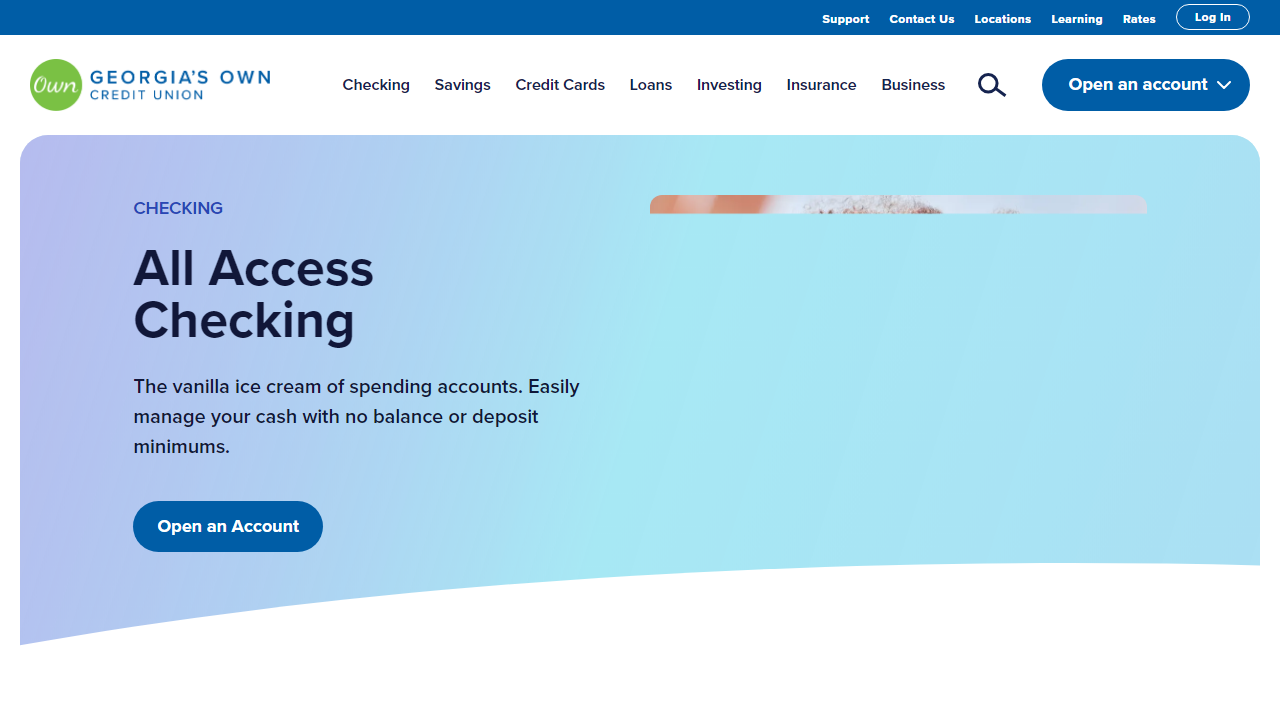 Support Contact Us Locations Learning Rates Log In
Own GEORGIA'S OWN
CREDIT UNION
Checking Savings Credit Cards Loans Investing Insurance Business
Open an account
CHECKING
All Access
Checking
The vanilla ice cream of spending accounts. Easily
manage your cash with no balance or deposit
minimums.
Open an Account